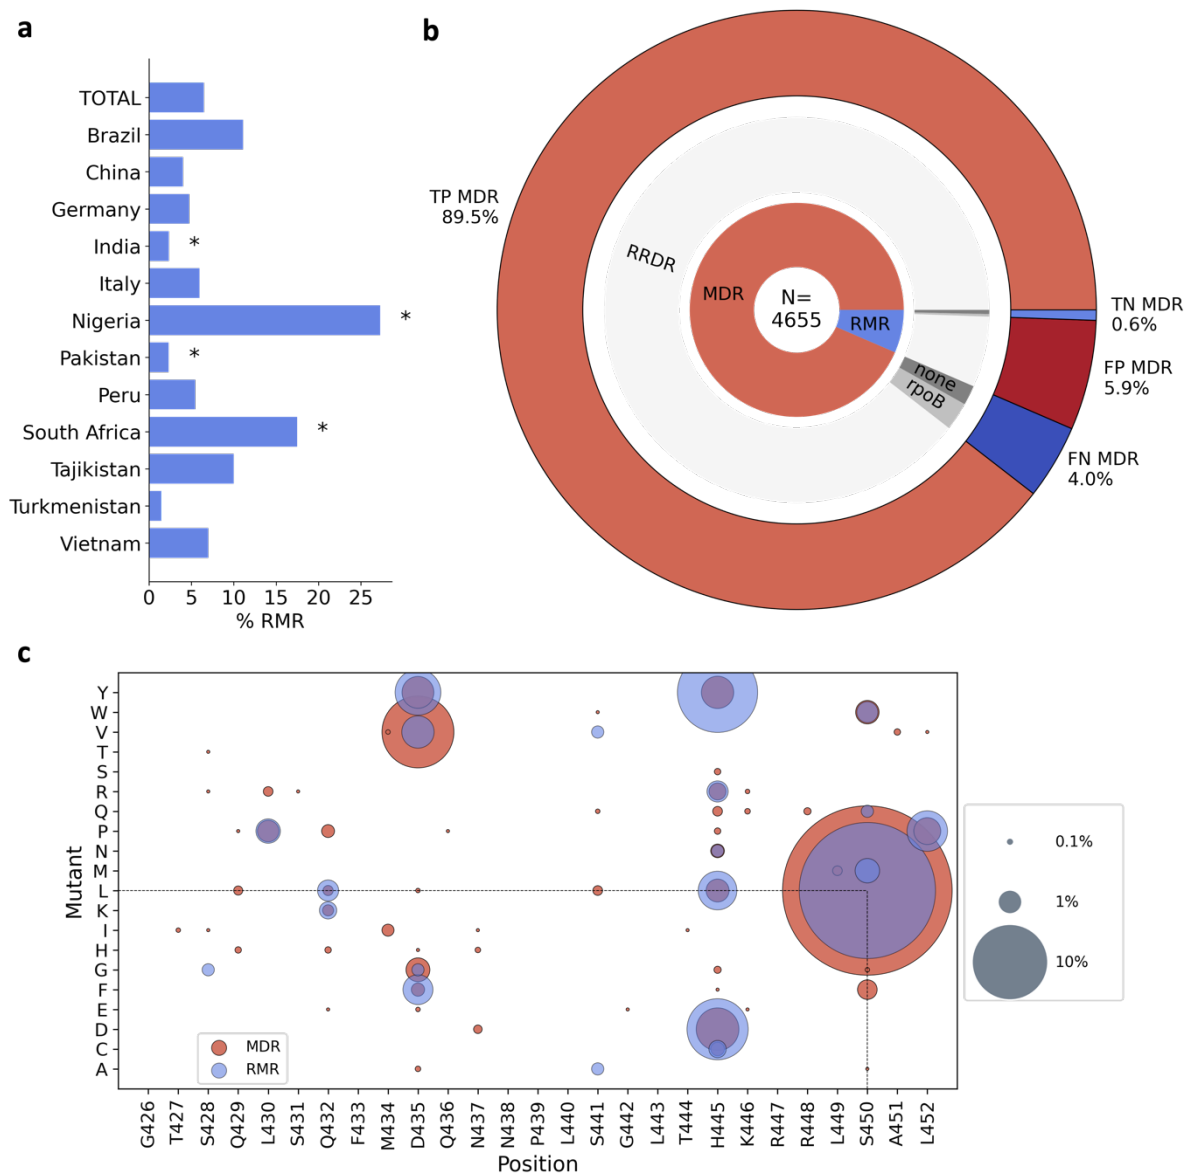 a
TOTAL
Brazil
China
Germany
India *
Italy
Nigeria *
Pakistan *
Peru
South Africa *
Tajikistan
Turkmenistan
Vietnam
0 5 10 15 20 25
% RMR
b
TP MDR
89.5%
RRDR
MDR
N=
4655
RMR
none
rpoB
TN MDR
0.6%
FP MDR
5.9%
FN MDR
4.0%
c
Mutant
Y
W
V
T
S
R
Q
P
N
M
L
K
I
H
G
F
E
D
C
A
MDR
RMR
0.1%
1%
10%
G426 T427 S428 Q429 L430 S431 Q432 F433 M434 D435 Q436 N437 N438 P439 L440 S441 G442 L443 T444 H445 K446 R447 R448 L449 S450 A451 L452
Position